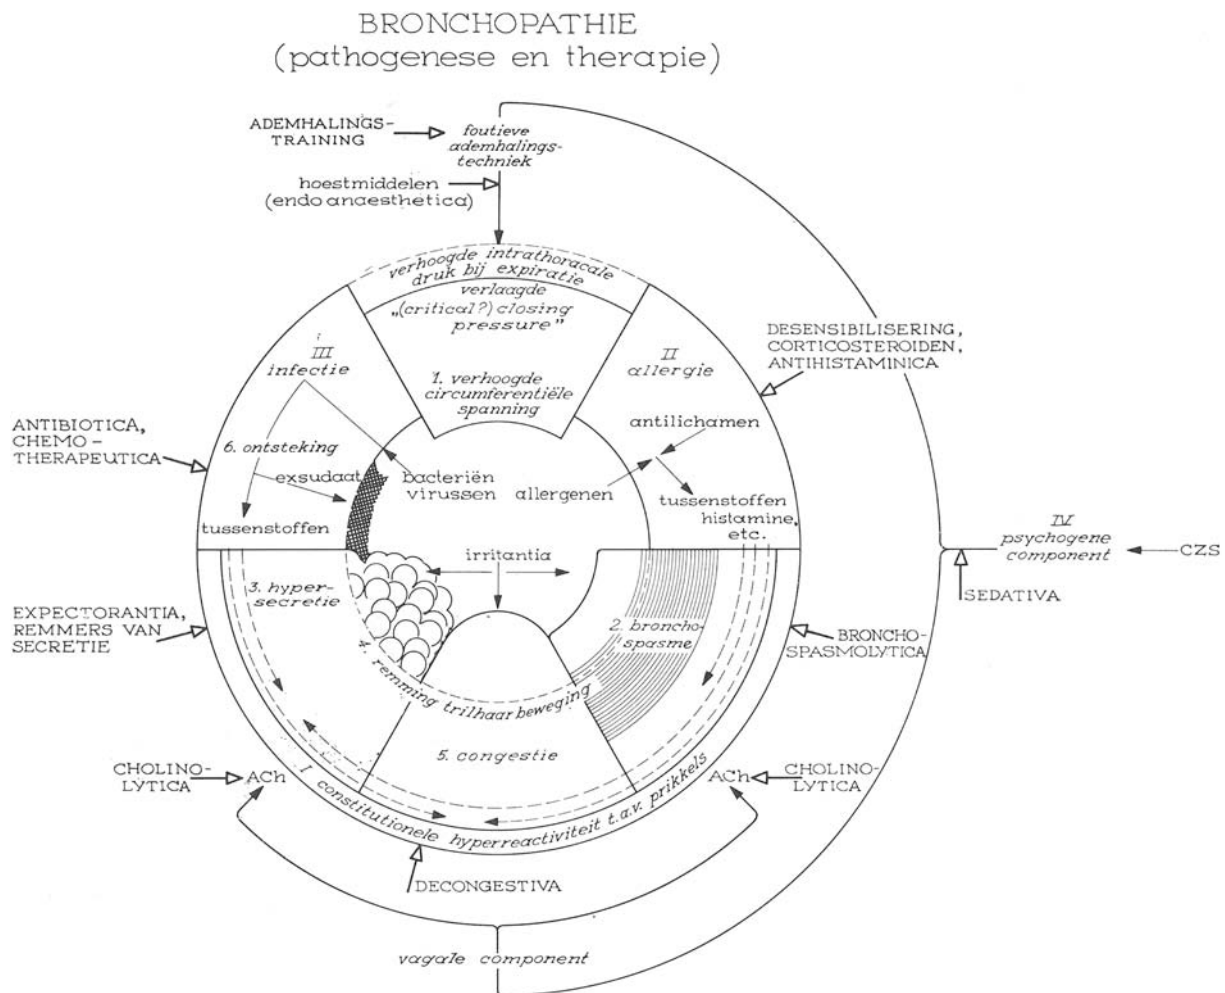 BRONCHOPATHIE
(pathogenese en therapie)
ADEMHALINGS-
TRAINING
foutieve
ademhalings-
techniek
hoestmiddelen
(endo anaesthetica)
verhoogde intrathoracale
druk bij expiratie
verlaagde
„(critical?) closing
pressure”
1. verhoogde
circumferentiële
spanning
III
infectie
II
allergie
DESENSIBILISERING,
CORTICOSTEROIDEN,
ANTIHISTAMINICA
ANTIBIOTICA,
CHEMO-
THERAPEUTICA
6. ontsteking
exsudaat
tussenstoffen
bacteriën
virussen
allergenen
antilichamen
tussenstoffen
histamine,
etc.
IV
psychogene
component
CZS
SEDATIVA
irritantia
3. hyper-
secretie
2. broncho-
spasme
EXPECTORANTIA,
REMMERS VAN
SECRETIE
BRONCHO-
SPASMOLYTICA
4. remming trilhaarbeweging
5. congestie
CHOLINO-
LYTICA
ACh
ACh
CHOLINO-
LYTICA
I constitutionele hyperreactiviteit t.a.v. prikkels
DECONGESTIVA
vagale component